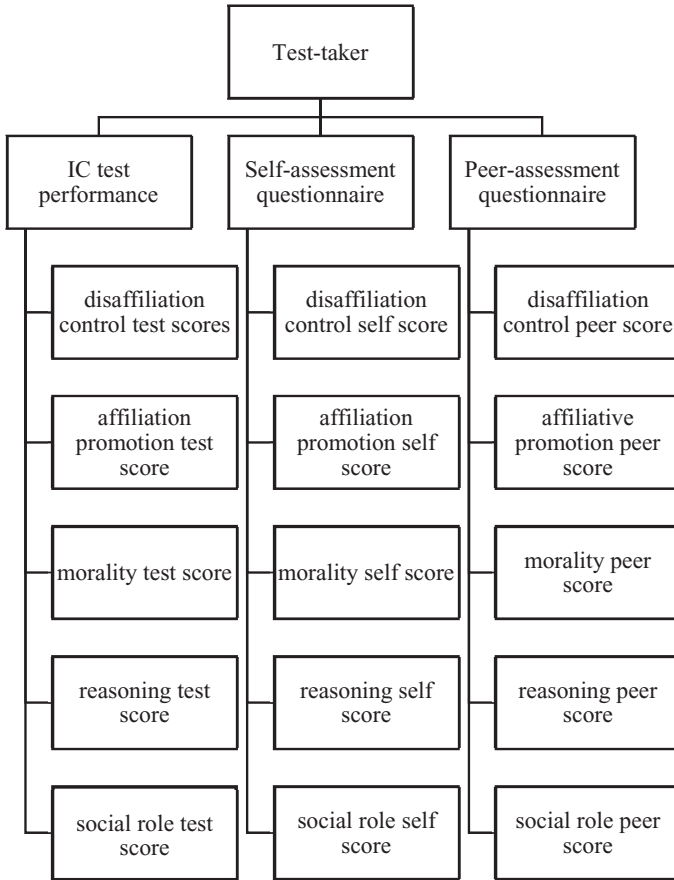 Test-taker
IC test
performance
Self-assessment
questionnaire
Peer-assessment
questionnaire
disaffiliation
control test scores
disaffiliation
control self score
disaffiliation
control peer score
affiliation
promotion test
score
affiliation
promotion self
score
affiliative
promotion peer
score
morality test score
morality self score
morality peer
score
reasoning test
score
reasoning self
score
reasoning peer
score
social role test
score
social role self
score
social role peer
score